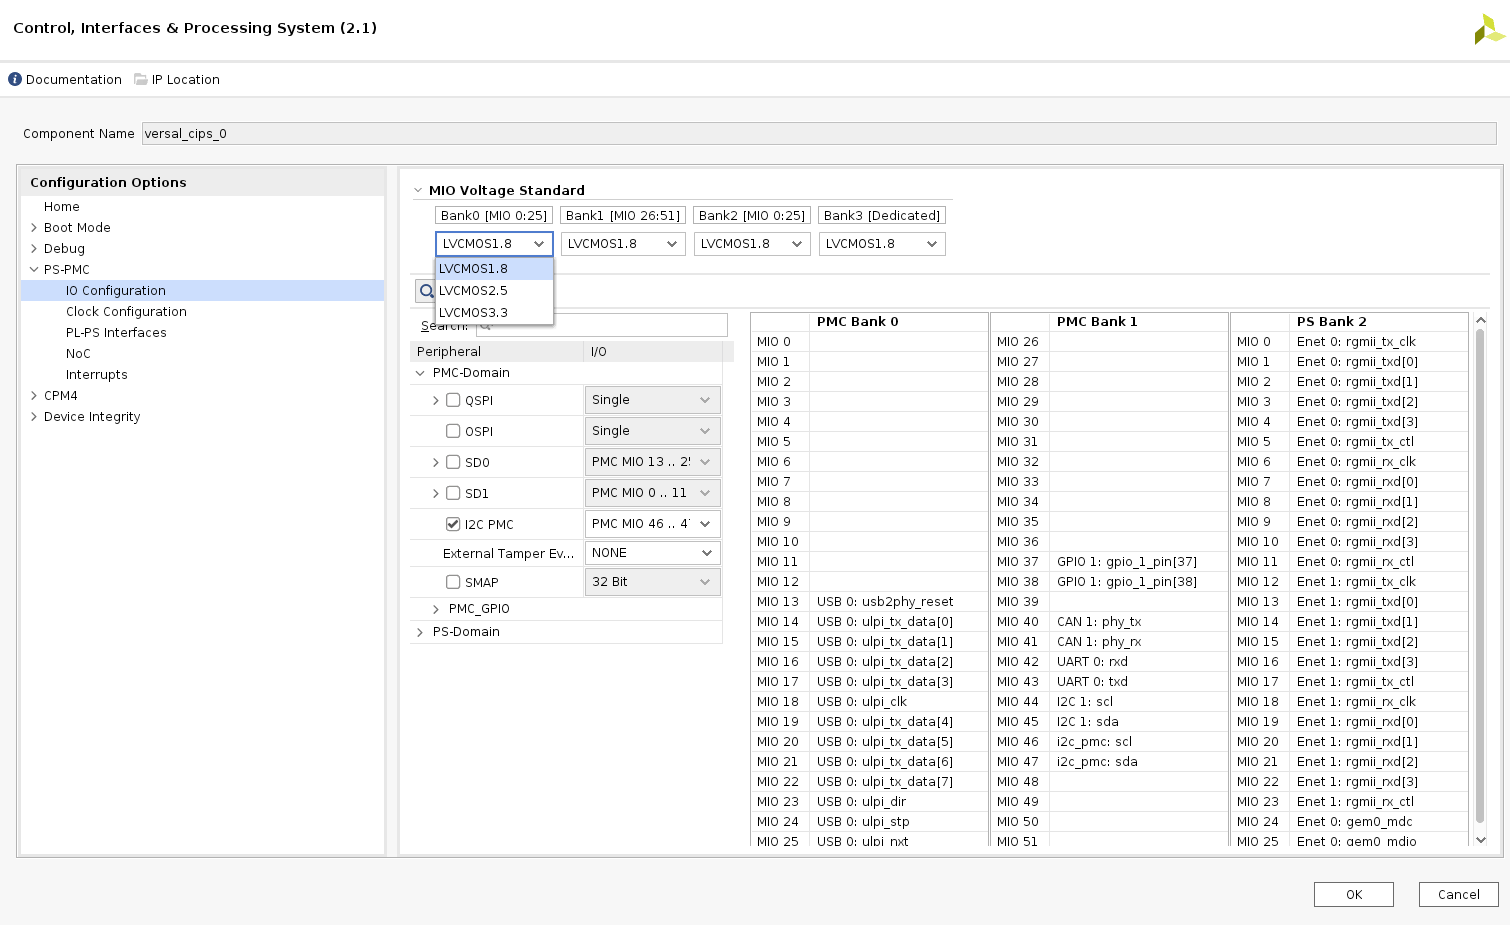 Control, Interfaces & Processing System (2.1)
Documentation IP Location
Component Name versal_cips_0
Configuration Options
Home
Boot Mode
Debug
PS-PMC
IO Configuration
Clock Configuration
PL-PS Interfaces
NoC
Interrupts
CPM4
Device Integrity
MIO Voltage Standard
Bank0 [MIO 0:25] Bank1 [MIO 26:51] Bank2 [MIO 0:25] Bank3 [Dedicated]
LVCMOS1.8 LVCMOS1.8 LVCMOS1.8 LVCMOS1.8
LVCMOS1.8
LVCMOS2.5
LVCMOS3.3
Search:
Peripheral I/O
PMC-Domain
QSPI Single
OSPI Single
SD0 PMC MIO 13 ..
SD1 PMC MIO 0 .. 11
I2C PMC PMC MIO 46 ..
External Tamper Ev... NONE
SMAP 32 Bit
PMC_GPIO
PS-Domain
PMC Bank 0 PMC Bank 1 PS Bank 2
MIO 0 MIO 26 MIO 0 Enet 0: rgmii_tx_clk
MIO 1 MIO 27 MIO 1 Enet 0: rgmii_txd[0]
MIO 2 MIO 28 MIO 2 Enet 0: rgmii_txd[1]
MIO 3 MIO 29 MIO 3 Enet 0: rgmii_txd[2]
MIO 4 MIO 30 MIO 4 Enet 0: rgmii_txd[3]
MIO 5 MIO 31 MIO 5 Enet 0: rgmii_tx_ctl
MIO 6 MIO 32 MIO 6 Enet 0: rgmii_rx_clk
MIO 7 MIO 33 MIO 7 Enet 0: rgmii_rxd[0]
MIO 8 MIO 34 MIO 8 Enet 0: rgmii_rxd[1]
MIO 9 MIO 35 MIO 9 Enet 0: rgmii_rxd[2]
MIO 10 MIO 36 MIO 10 Enet 0: rgmii_rxd[3]
MIO 11 MIO 37 GPIO 1: gpio_1_pin[37] MIO 11 Enet 0: rgmii_rx_ctl
MIO 12 MIO 38 GPIO 1: gpio_1_pin[38] MIO 12 Enet 1: rgmii_tx_clk
MIO 13 USB 0: usb2phy_reset MIO 39 MIO 13 Enet 1: rgmii_txd[0]
MIO 14 USB 0: ulpi_tx_data[0] MIO 40 CAN 1: phy_tx MIO 14 Enet 1: rgmii_txd[1]
MIO 15 USB 0: ulpi_tx_data[1] MIO 41 CAN 1: phy_rx MIO 15 Enet 1: rgmii_txd[2]
MIO 16 USB 0: ulpi_tx_data[2] MIO 42 UART 0: rxd MIO 16 Enet 1: rgmii_txd[3]
MIO 17 USB 0: ulpi_tx_data[3] MIO 43 UART 0: txd MIO 17 Enet 1: rgmii_tx_ctl
MIO 18 USB 0: ulpi_clk MIO 44 I2C 1: scl MIO 18 Enet 1: rgmii_rx_clk
MIO 19 USB 0: ulpi_tx_data[4] MIO 45 I2C 1: sda MIO 19 Enet 1: rgmii_rxd[0]
MIO 20 USB 0: ulpi_tx_data[5] MIO 46 i2c_pmc: scl MIO 20 Enet 1: rgmii_rxd[1]
MIO 21 USB 0: ulpi_tx_data[6] MIO 47 i2c_pmc: sda MIO 21 Enet 1: rgmii_rxd[2]
MIO 22 USB 0: ulpi_tx_data[7] MIO 48 MIO 22 Enet 1: rgmii_rxd[3]
MIO 23 USB 0: ulpi_dir MIO 49 MIO 23 Enet 1: rgmii_rx_ctl
MIO 24 USB 0: ulpi_stp MIO 50 MIO 24 Enet 0: gem0_mdc
MIO 25 USB 0: ulpi_nxt MIO 51 MIO 25 Enet 0: gem0_mdio
OK Cancel